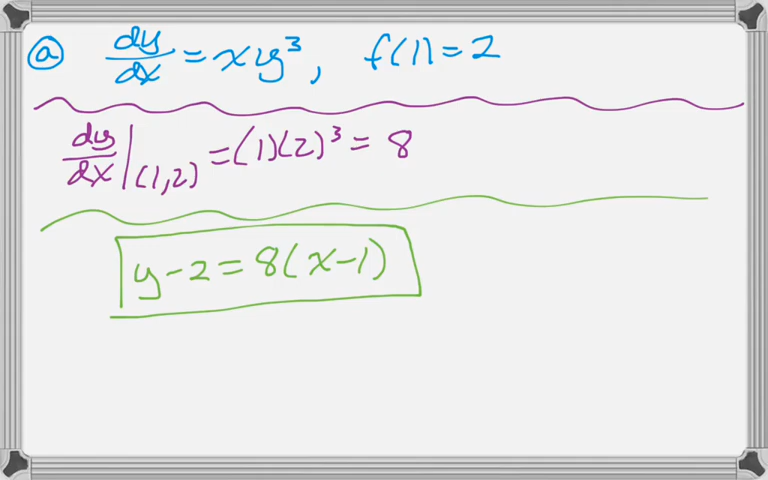 ⓐ dy/dx = xy³, f(1) = 2
dy/dx|(1,2) = (1)(2)³ = 8
y - 2 = 8(x - 1)